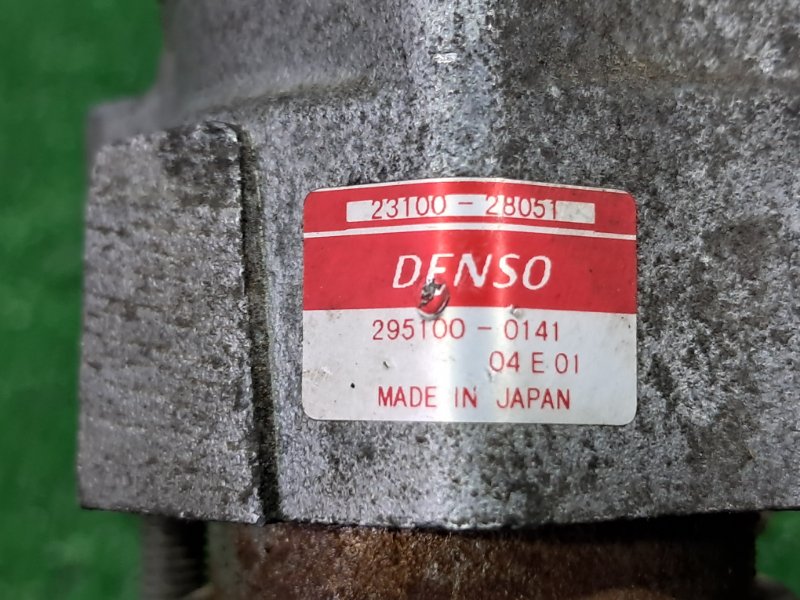 23100-28051
DENSO
295100-0141
04 E 01
MADE IN JAPAN